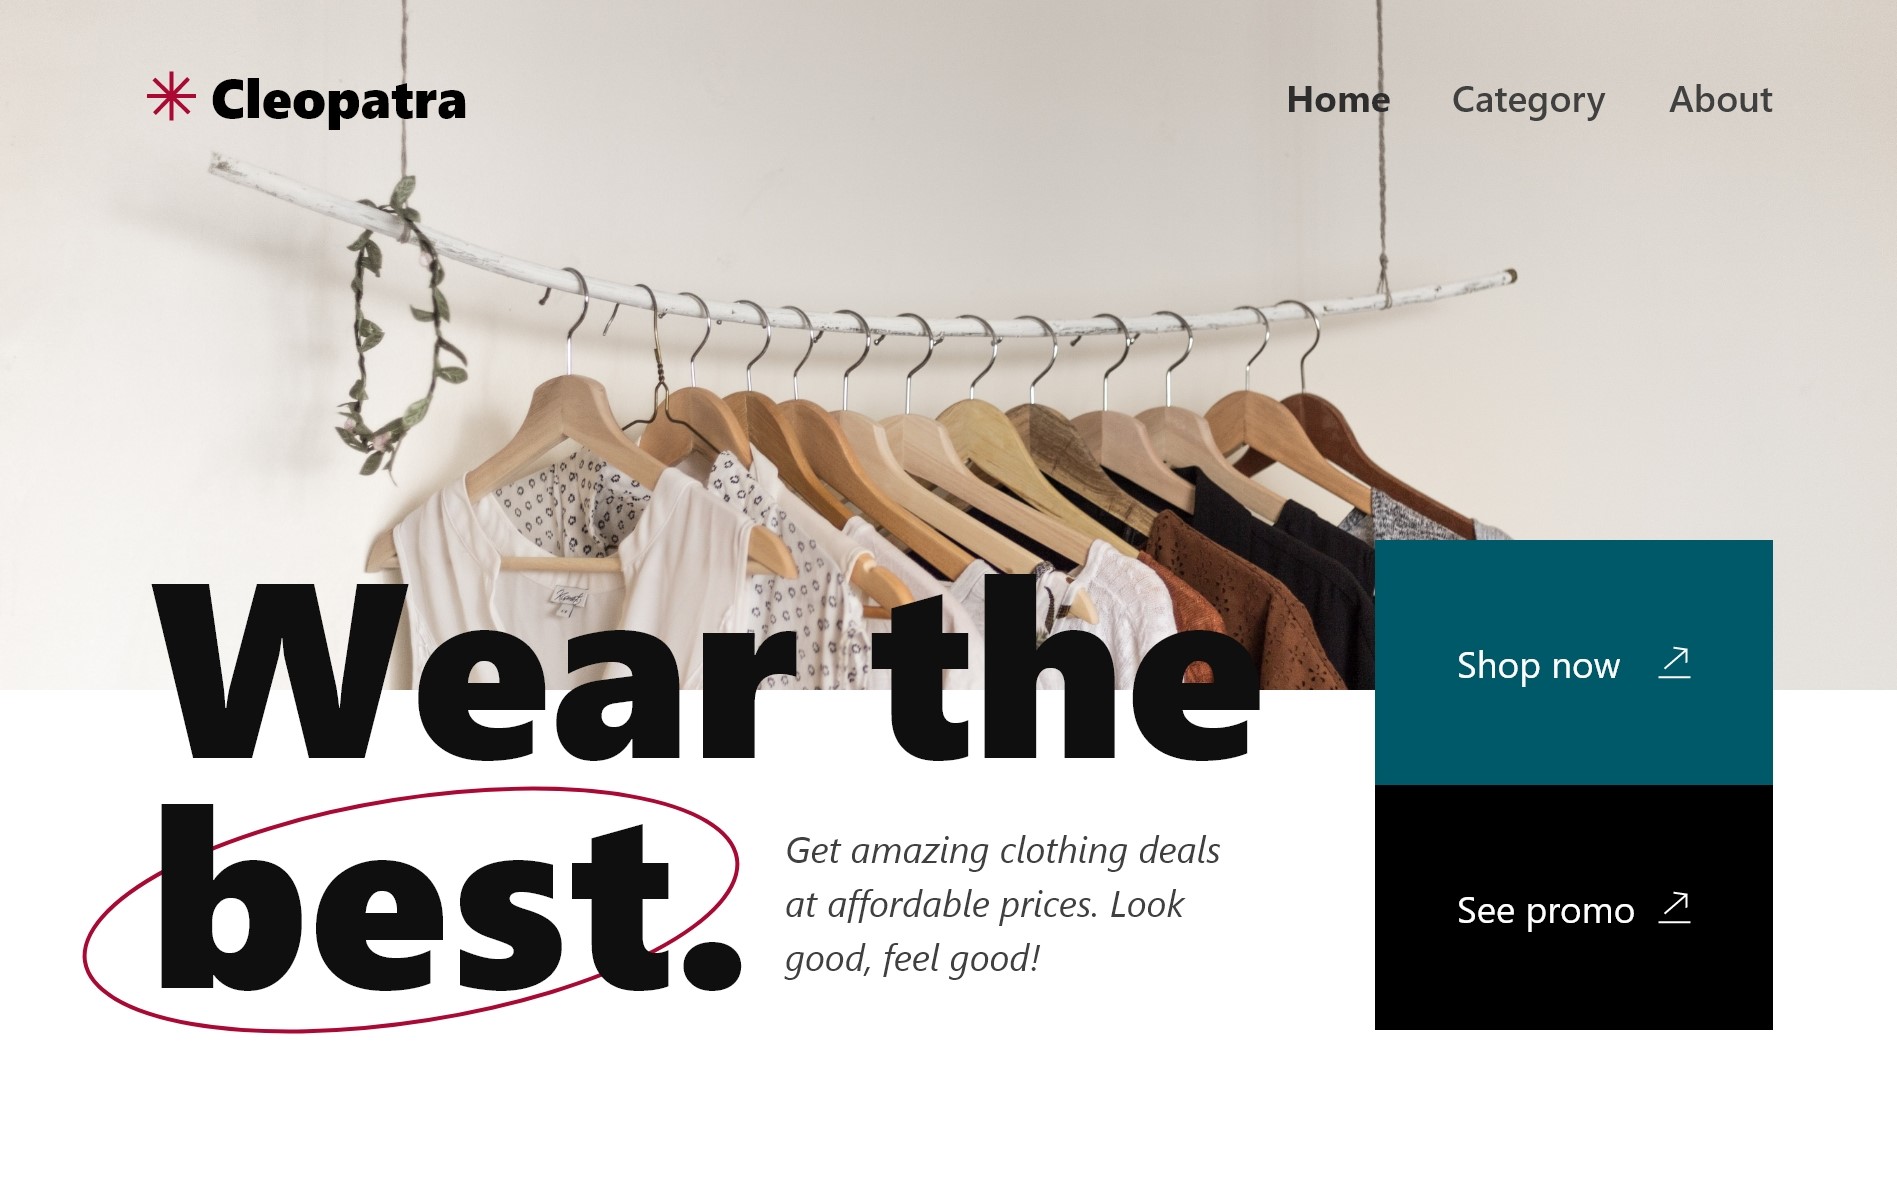 Cleopatra
Home Category About
Wear the
best.
Get amazing clothing deals
at affordable prices. Look
good, feel good!
Shop now
See promo